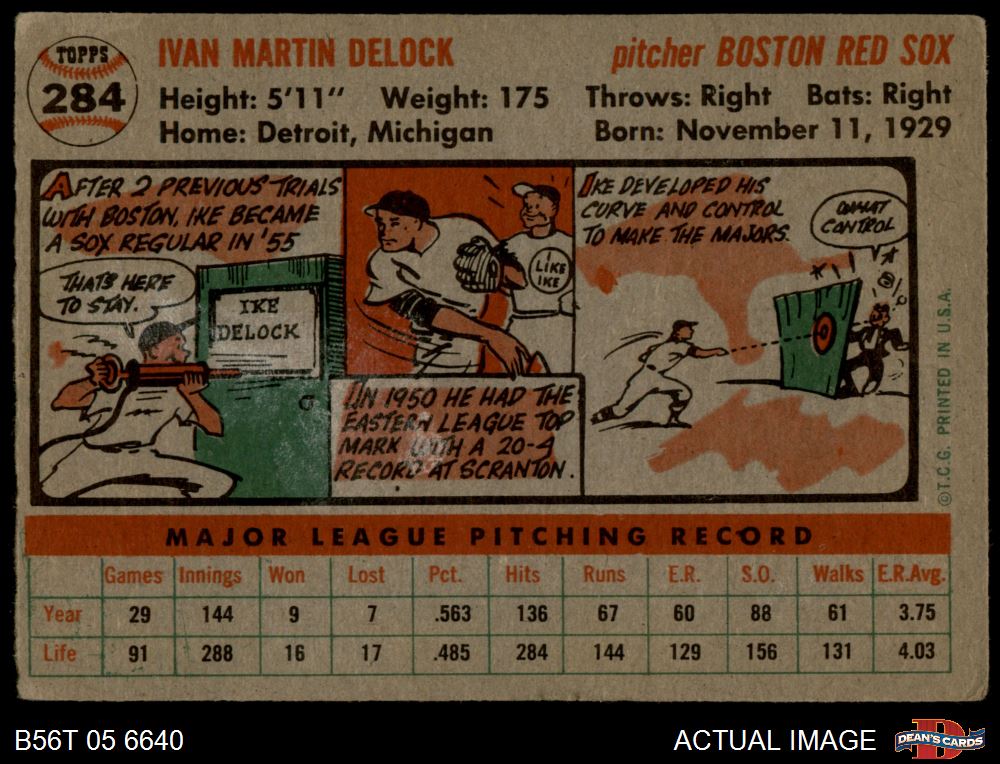 TOPPS
284
IVAN MARTIN DELOCK
pitcher BOSTON RED SOX
Height: 5'11" Weight: 175 Throws: Right Bats: Right
Home: Detroit, Michigan Born: November 11, 1929
AFTER 2 PREVIOUS TRIALS
WITH BOSTON, IKE BECAME
A SOX REGULAR IN '55
THAT'S HERE
TO STAY.
IKE
DELOCK
I
LIKE
IKE
IN 1950 HE HAD THE
EASTERN LEAGUE TOP
MARK WITH A 20-4
RECORD AT SCRANTON.
IKE DEVELOPED HIS
CURVE AND CONTROL
TO MAKE THE MAJORS.
WHAT
CONTROL
©T.C.G. PRINTED IN U.S.A.
MAJOR LEAGUE PITCHING RECORD
Games Innings Won Lost Pct. Hits Runs E.R. S.O. Walks E.R.Avg.
Year 29 144 9 7 .563 136 67 60 88 61 3.75
Life 91 288 16 17 .485 284 144 129 156 131 4.03
B56T 05 6640
ACTUAL IMAGE
D
DEAN'S CARDS